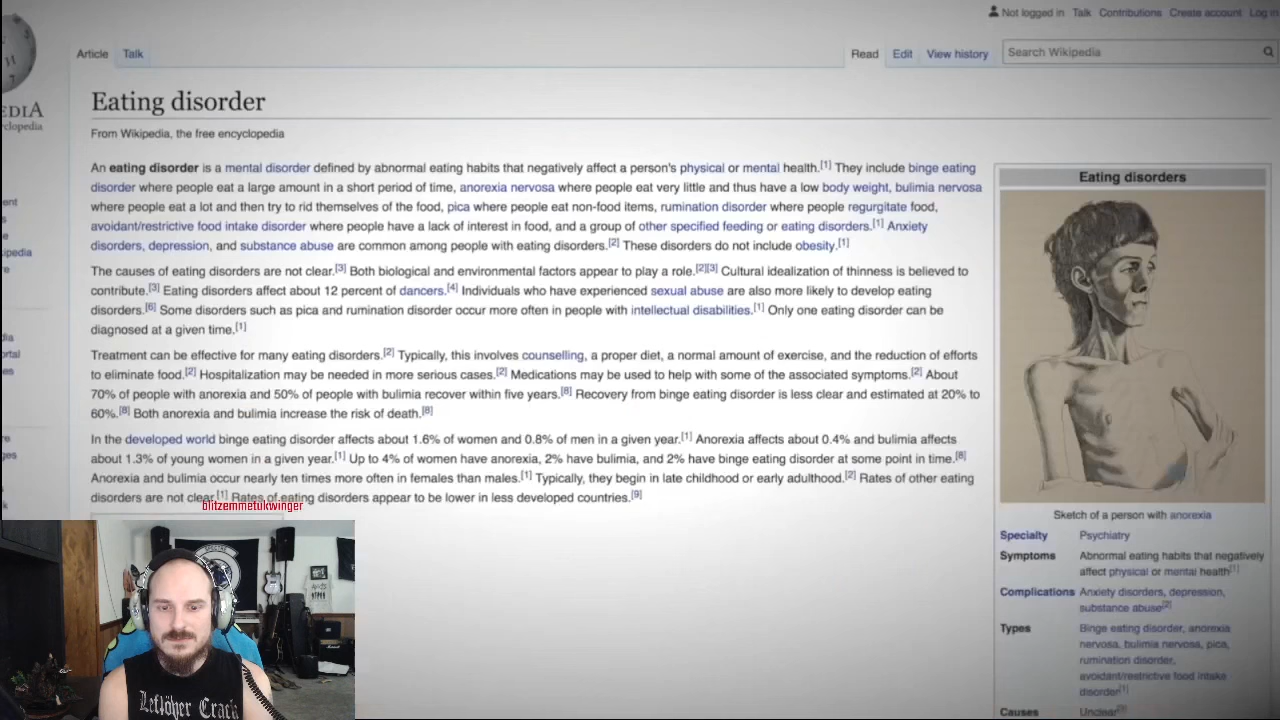 Not logged in Talk Contributions Create account Log in
Article Talk Read Edit View history Search Wikipedia
Eating disorder
From Wikipedia, the free encyclopedia
An eating disorder is a mental disorder defined by abnormal eating habits that negatively affect a person's physical or mental health.[1] They include binge eating
disorder where people eat a large amount in a short period of time, anorexia nervosa where people eat very little and thus have a low body weight, bulimia nervosa
where people eat a lot and then try to rid themselves of the food, pica where people eat non-food items, rumination disorder where people regurgitate food,
avoidant/restrictive food intake disorder where people have a lack of interest in food, and a group of other specified feeding or eating disorders.[1] Anxiety
disorders, depression, and substance abuse are common among people with eating disorders.[2] These disorders do not include obesity.[1]
The causes of eating disorders are not clear.[3] Both biological and environmental factors appear to play a role.[2][3] Cultural idealization of thinness is believed to
contribute.[3] Eating disorders affect about 12 percent of dancers.[4] Individuals who have experienced sexual abuse are also more likely to develop eating
disorders.[6] Some disorders such as pica and rumination disorder occur more often in people with intellectual disabilities.[1] Only one eating disorder can be
diagnosed at a given time.[1]
Treatment can be effective for many eating disorders.[2] Typically, this involves counselling, a proper diet, a normal amount of exercise, and the reduction of efforts
to eliminate food.[2] Hospitalization may be needed in more serious cases.[2] Medications may be used to help with some of the associated symptoms.[2] About
70% of people with anorexia and 50% of people with bulimia recover within five years.[8] Recovery from binge eating disorder is less clear and estimated at 20% to
60%.[8] Both anorexia and bulimia increase the risk of death.[8]
In the developed world binge eating disorder affects about 1.6% of women and 0.8% of men in a given year.[1] Anorexia affects about 0.4% and bulimia affects
about 1.3% of young women in a given year.[1] Up to 4% of women have anorexia, 2% have bulimia, and 2% have binge eating disorder at some point in time.[8]
Anorexia and bulimia occur nearly ten times more often in females than males.[1] Typically, they begin in late childhood or early adulthood.[2] Rates of other eating
disorders are not clear.[1] Rates of eating disorders appear to be lower in less developed countries.[9]
Eating disorders
Sketch of a person with anorexia
Specialty Psychiatry
Symptoms Abnormal eating habits that negatively
affect physical or mental health[1]
Complications Anxiety disorders, depression,
substance abuse[2]
Types Binge eating disorder, anorexia
nervosa, bulimia nervosa, pica,
rumination disorder,
avoidant/restrictive food intake
disorder[1]
Causes Unclear[3]
EDIA
clopedia
ipedia
blitzemmetukwinger
Leftöver Crack